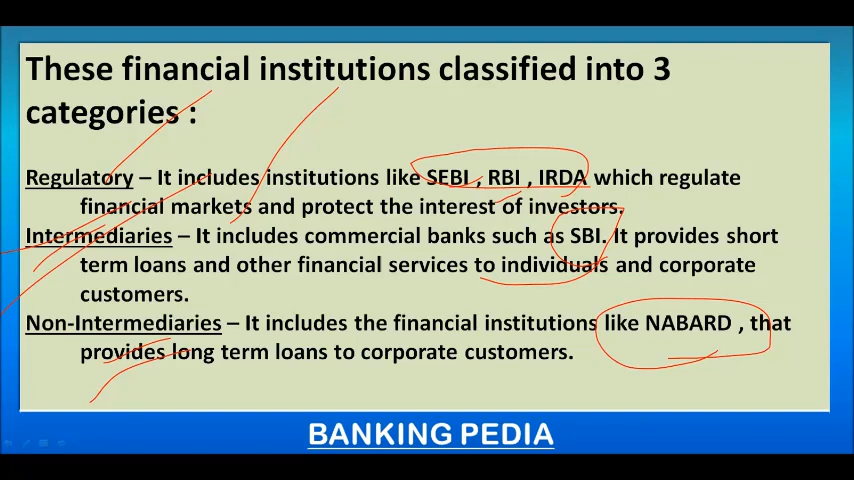 These financial institutions classified into 3
categories :
Regulatory – It includes institutions like SEBI , RBI , IRDA which regulate
financial markets and protect the interest of investors.
Intermediaries – It includes commercial banks such as SBI. It provides short
term loans and other financial services to individuals and corporate
customers.
Non-Intermediaries – It includes the financial institutions like NABARD , that
provides long term loans to corporate customers.
BANKING PEDIA